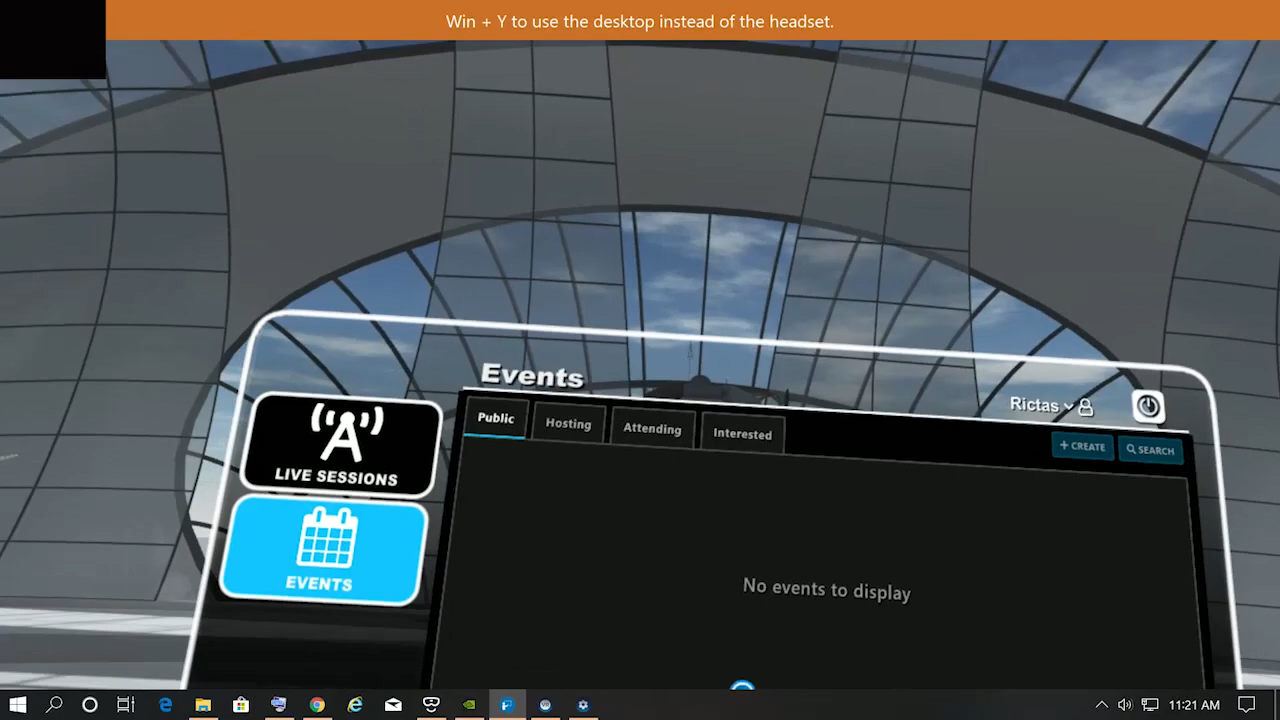 Win + Y to use the desktop instead of the headset.
Events
Rictas
LIVE SESSIONS
Public
Hosting
Attending
Interested
+ CREATE
SEARCH
EVENTS
No events to display
11:21 AM